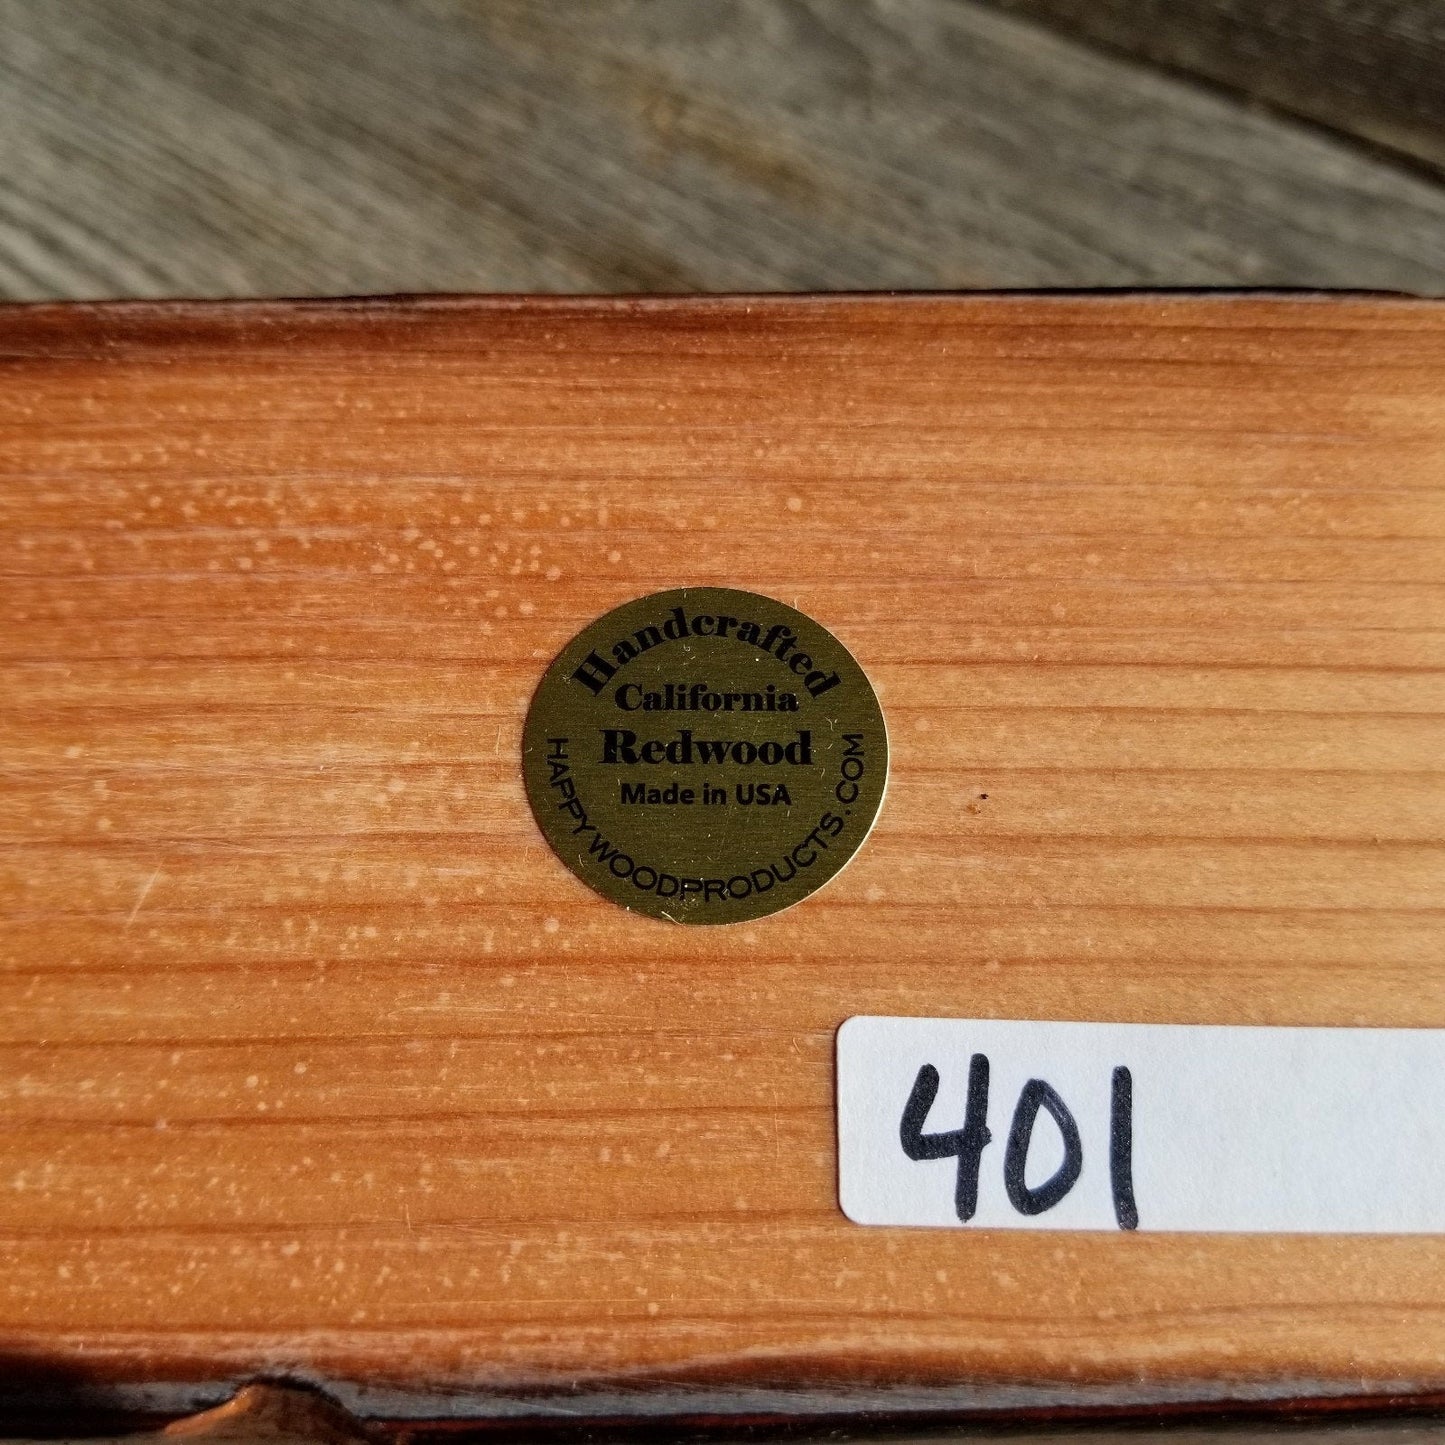 Handcrafted
California
Redwood
Made in USA
HAPPYWOODPRODUCTS.COM
401